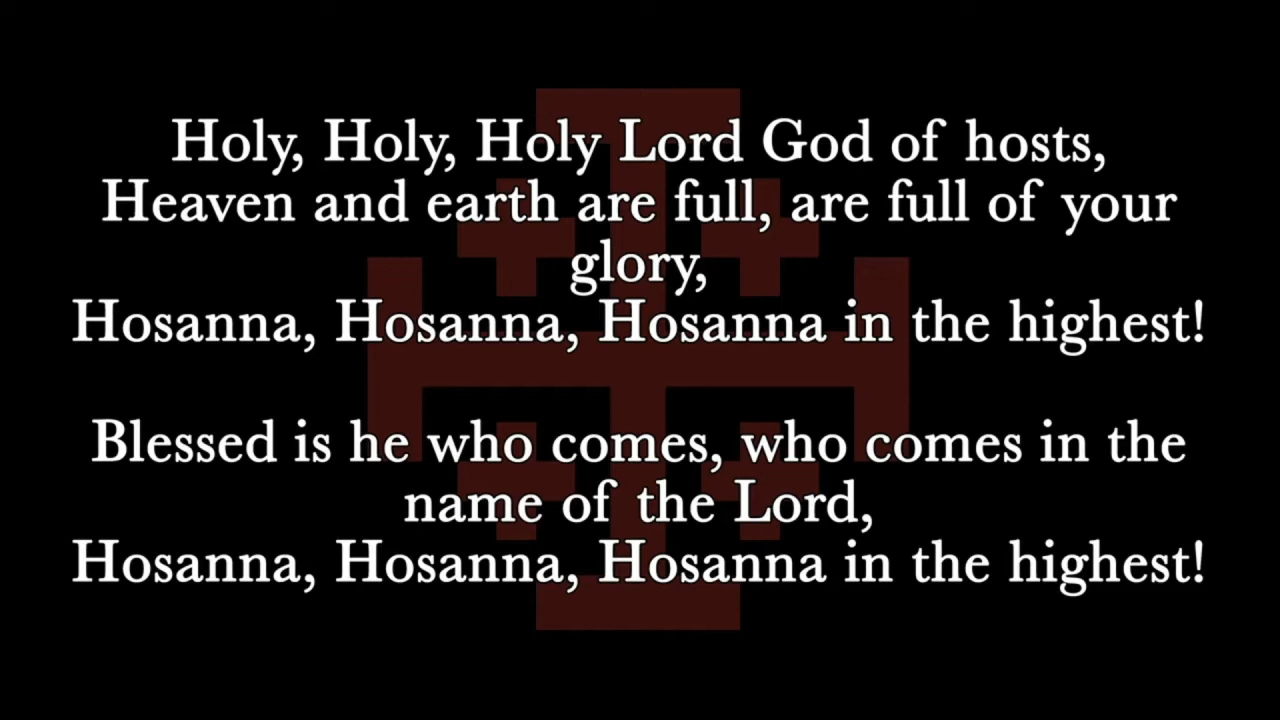 Holy, Holy, Holy Lord God of hosts,
Heaven and earth are full, are full of your
glory,
Hosanna, Hosanna, Hosanna in the highest!
Blessed is he who comes, who comes in the
name of the Lord,
Hosanna, Hosanna, Hosanna in the highest!